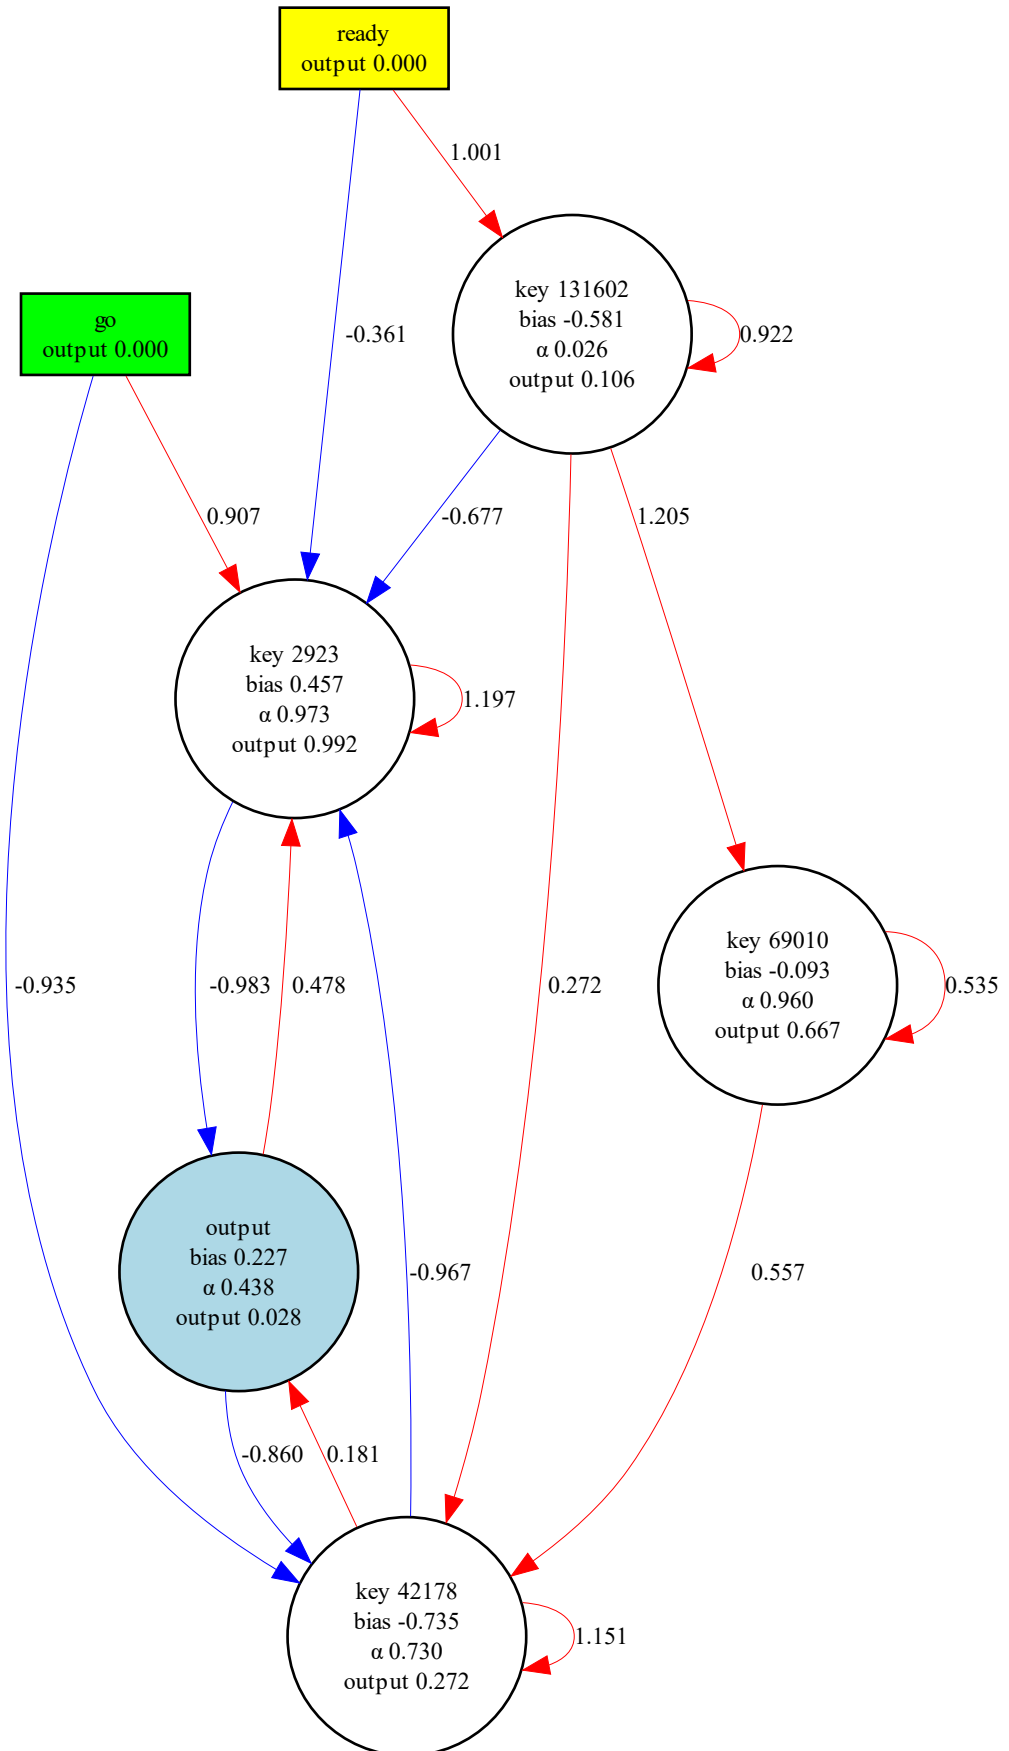 ready
output 0.000
1.001
key 131602
bias -0.581
α 0.026
output 0.106
0.922
go
output 0.000
-0.361
0.907
-0.677
1.205
key 2923
bias 0.457
α 0.973
output 0.992
1.197
key 69010
bias -0.093
α 0.960
output 0.667
0.535
-0.935
-0.983
0.478
0.272
output
bias 0.227
α 0.438
output 0.028
-0.967
0.557
-0.860
0.181
key 42178
bias -0.735
α 0.730
output 0.272
1.151